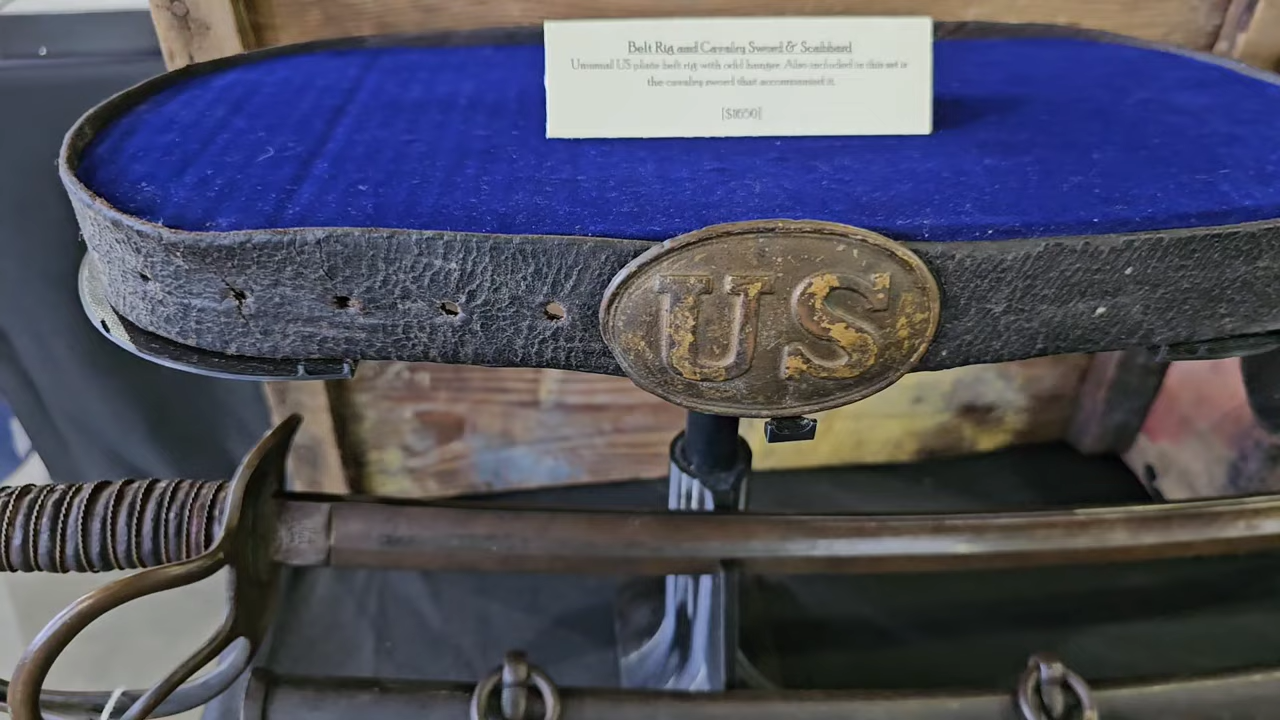 Belt Rig and Cavalry Sword & Scabbard
Unusual US plate belt rig with odd hanger. Also included in this set is
the cavalry sword that accompanied it.
[$1650]
US